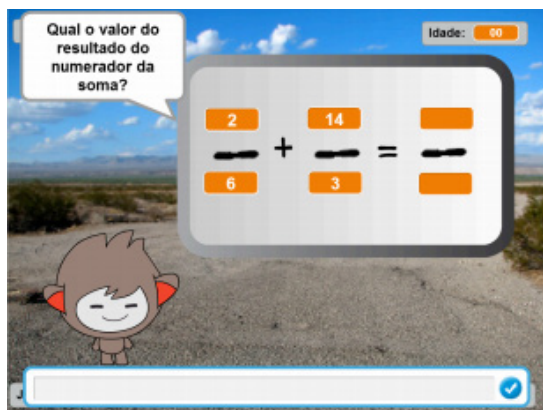 Qual o valor do
resultado do
numerador da
soma?
Idade: 00
2 + 14 =
6 3